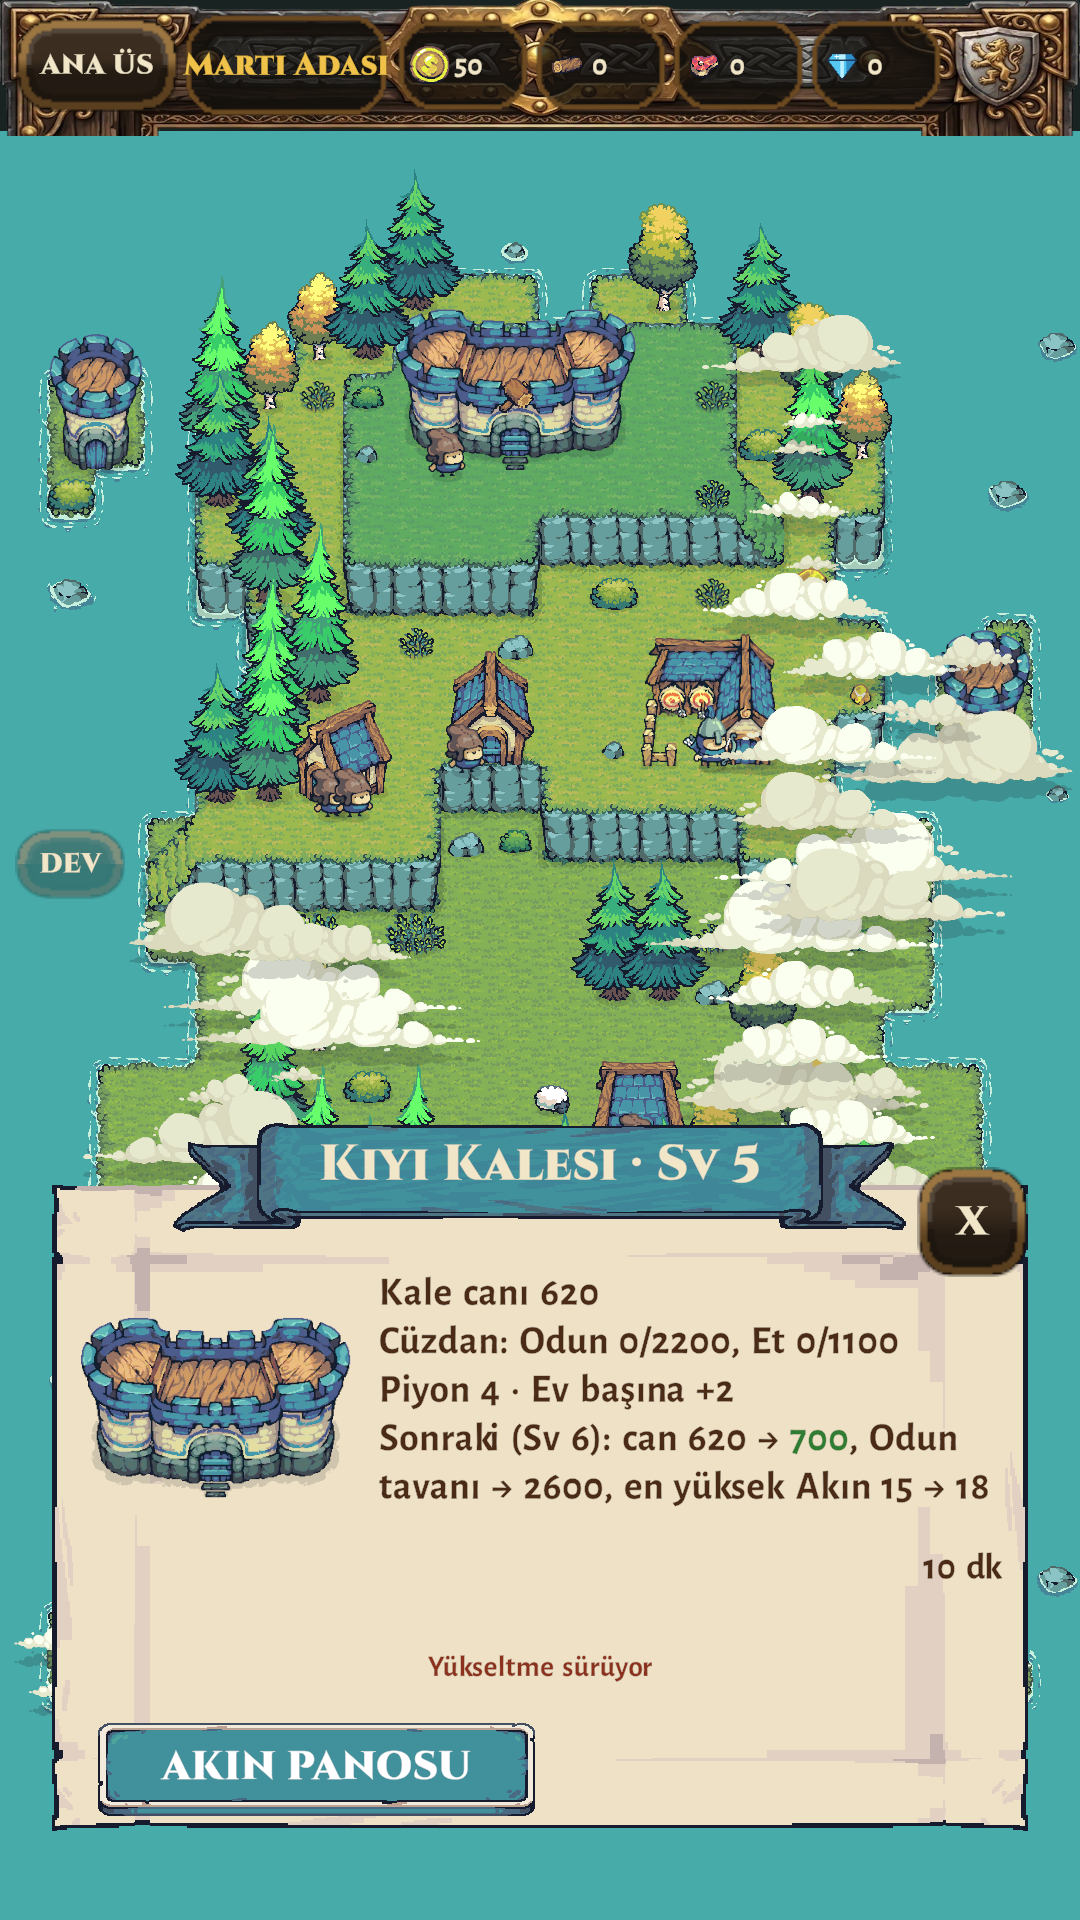 ANA ÜS
MARTI ADASI
50
0
0
0
DEV
KIYI KALESI · SV 5
X
Kale canı 620
Cüzdan: Odun 0/2200, Et 0/1100
Piyon 4 · Ev başına +2
Sonraki (Sv 6): can 620 → 700, Odun
tavanı → 2600, en yüksek Akın 15 → 18
10 dk
Yükseltme sürüyor
AKIN PANOSU